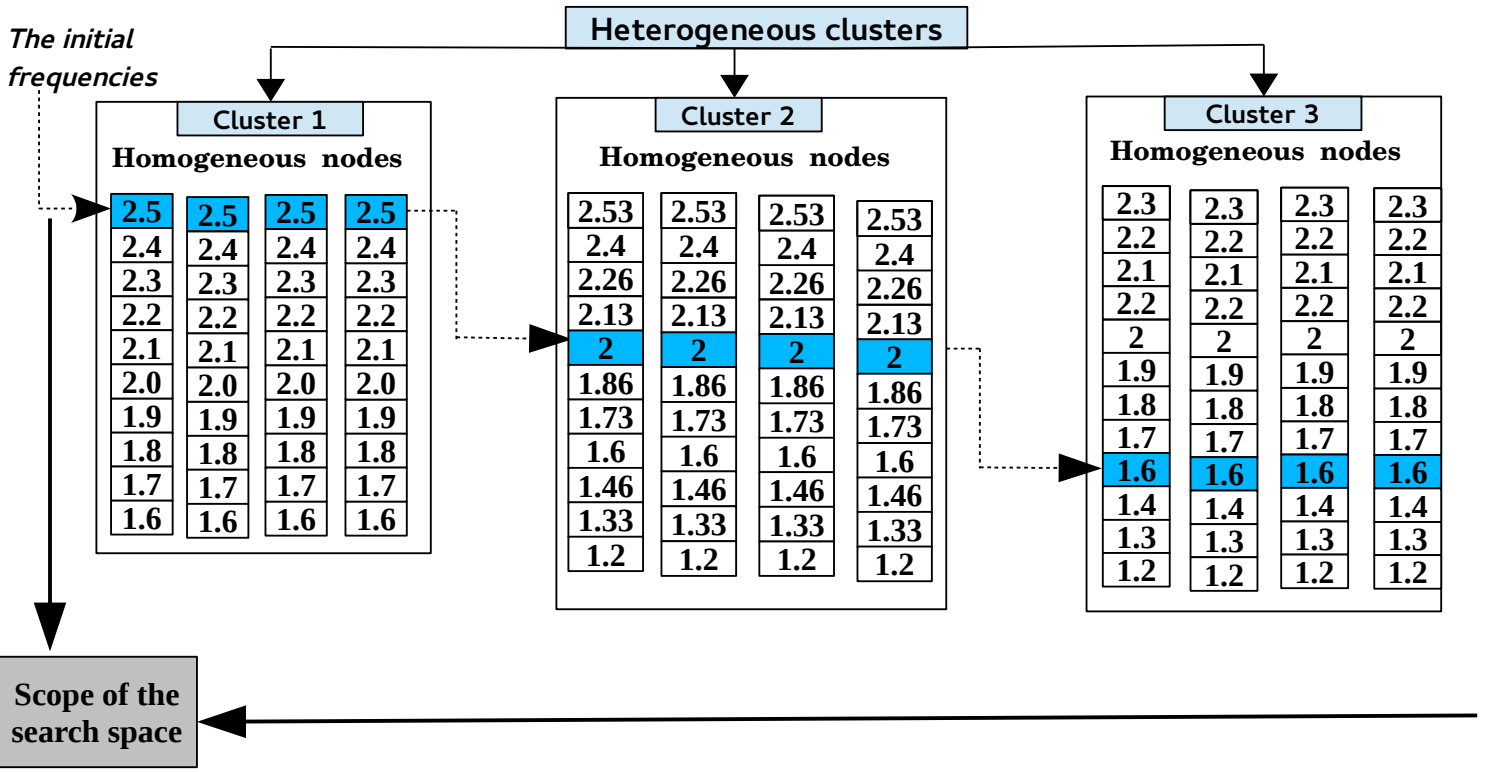 Heterogeneous clusters
The initial
frequencies
Cluster 1
Homogeneous nodes
2.5 2.5 2.5 2.5
2.4 2.4 2.4 2.4
2.3 2.3 2.3 2.3
2.2 2.2 2.2 2.2
2.1 2.1 2.1 2.1
2.0 2.0 2.0 2.0
1.9 1.9 1.9 1.9
1.8 1.8 1.8 1.8
1.7 1.7 1.7 1.7
1.6 1.6 1.6 1.6
Cluster 2
Homogeneous nodes
2.53 2.53 2.53 2.53
2.4 2.4 2.4 2.4
2.26 2.26 2.26 2.26
2.13 2.13 2.13 2.13
2 2 2 2
1.86 1.86 1.86 1.86
1.73 1.73 1.73 1.73
1.6 1.6 1.6 1.6
1.46 1.46 1.46 1.46
1.33 1.33 1.33 1.33
1.2 1.2 1.2 1.2
Cluster 3
Homogeneous nodes
2.3 2.3 2.3 2.3
2.2 2.2 2.2 2.2
2.1 2.1 2.1 2.1
2.2 2.2 2.2 2.2
2 2 2 2
1.9 1.9 1.9 1.9
1.8 1.8 1.8 1.8
1.7 1.7 1.7 1.7
1.6 1.6 1.6 1.6
1.4 1.4 1.4 1.4
1.3 1.3 1.3 1.3
1.2 1.2 1.2 1.2
Scope of the
search space